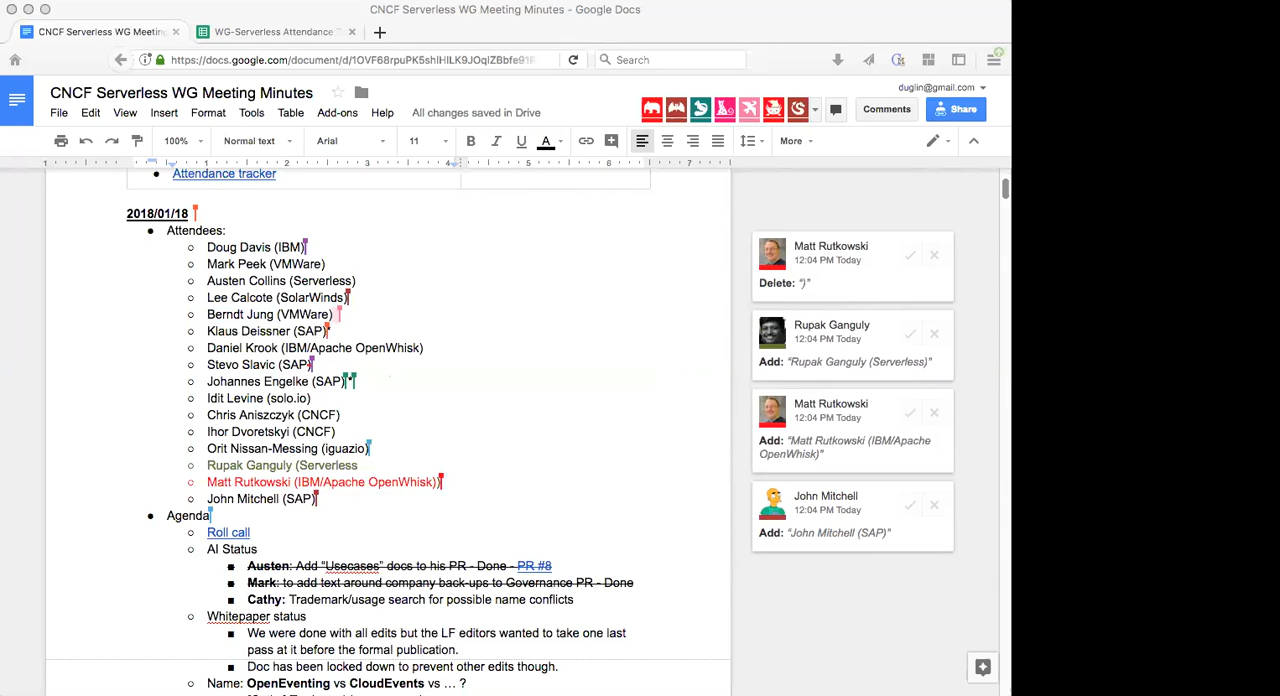 CNCF Serverless WG Meeting Minutes - Google Docs
CNCF Serverless WG Meetin
WG-Serverless Attendance
Search
CNCF Serverless WG Meeting Minutes
duglin@gmail.com
File Edit View Insert Format Tools Table Add-ons Help All changes saved in Drive
Comments
Share
100% Normal text Arial 11 B I U A More
1 1 2 3 4 5 6 7
Attendance tracker
2018/01/18
Attendees:
Doug Davis (IBM)
Mark Peek (VMWare)
Austen Collins (Serverless)
Lee Calcote (SolarWinds)
Berndt Jung (VMWare)
Klaus Deissner (SAP)
Daniel Krook (IBM/Apache OpenWhisk)
Stevo Slavic (SAP)
Johannes Engelke (SAP)
Idit Levine (solo.io)
Chris Aniszczyk (CNCF)
Ihor Dvoretskyi (CNCF)
Orit Nissan-Messing (iguazio)
Rupak Ganguly (Serverless
Matt Rutkowski (IBM/Apache OpenWhisk))
John Mitchell (SAP)
Agenda
Roll call
AI Status
Austen: Add “Usecases” docs to his PR - Done - PR #8
Mark: to add text around company back-ups to Governance PR - Done
Cathy: Trademark/usage search for possible name conflicts
Whitepaper status
We were done with all edits but the LF editors wanted to take one last
pass at it before the formal publication.
Doc has been locked down to prevent other edits though.
Name: OpenEventing vs CloudEvents vs … ?
Matt Rutkowski
12:04 PM Today
Delete: “)”
Rupak Ganguly
12:04 PM Today
Add: “Rupak Ganguly (Serverless)”
Matt Rutkowski
12:04 PM Today
Add: “Matt Rutkowski (IBM/Apache
OpenWhisk)”
John Mitchell
12:04 PM Today
Add: “John Mitchell (SAP)”